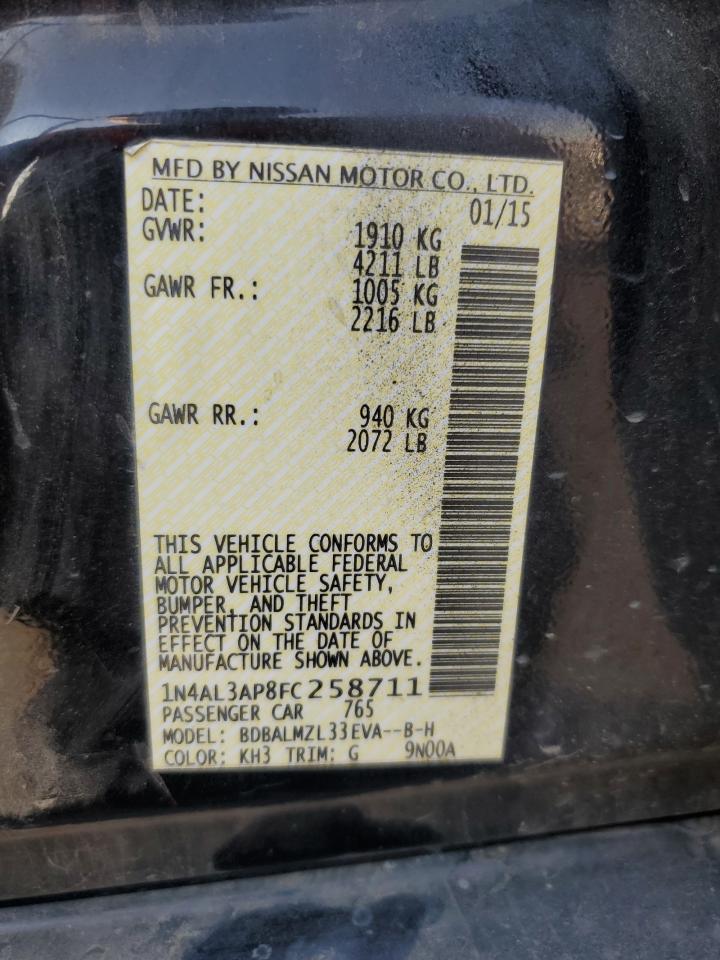 MFD BY NISSAN MOTOR CO., LTD.
DATE: 01/15
GVWR: 1910 KG
4211 LB
GAWR FR.: 1005 KG
2216 LB
GAWR RR.: 940 KG
2072 LB
THIS VEHICLE CONFORMS TO
ALL APPLICABLE FEDERAL
MOTOR VEHICLE SAFETY,
BUMPER, AND THEFT
PREVENTION STANDARDS IN
EFFECT ON THE DATE OF
MANUFACTURE SHOWN ABOVE.
1N4AL3AP8FC258711
PASSENGER CAR 765
MODEL: BDBALMZL33EVA--B-H
COLOR: KH3 TRIM: G 9N00A